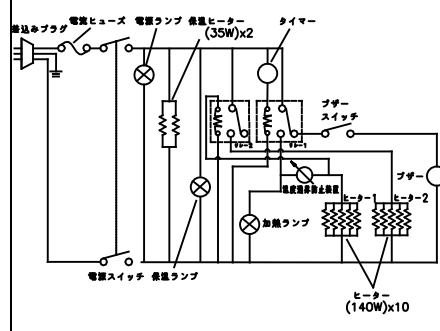 差込みプラグ
電流ヒューズ
電源ランプ
保温ヒーター
(35W)x2
タイマー
ブザー
スイッチ
リレー2
リレー1
ブザー
温度過昇防止装置
ヒーター1
ヒーター2
加熱ランプ
電源スイッチ
保温ランプ
ヒーター
(140W)x10